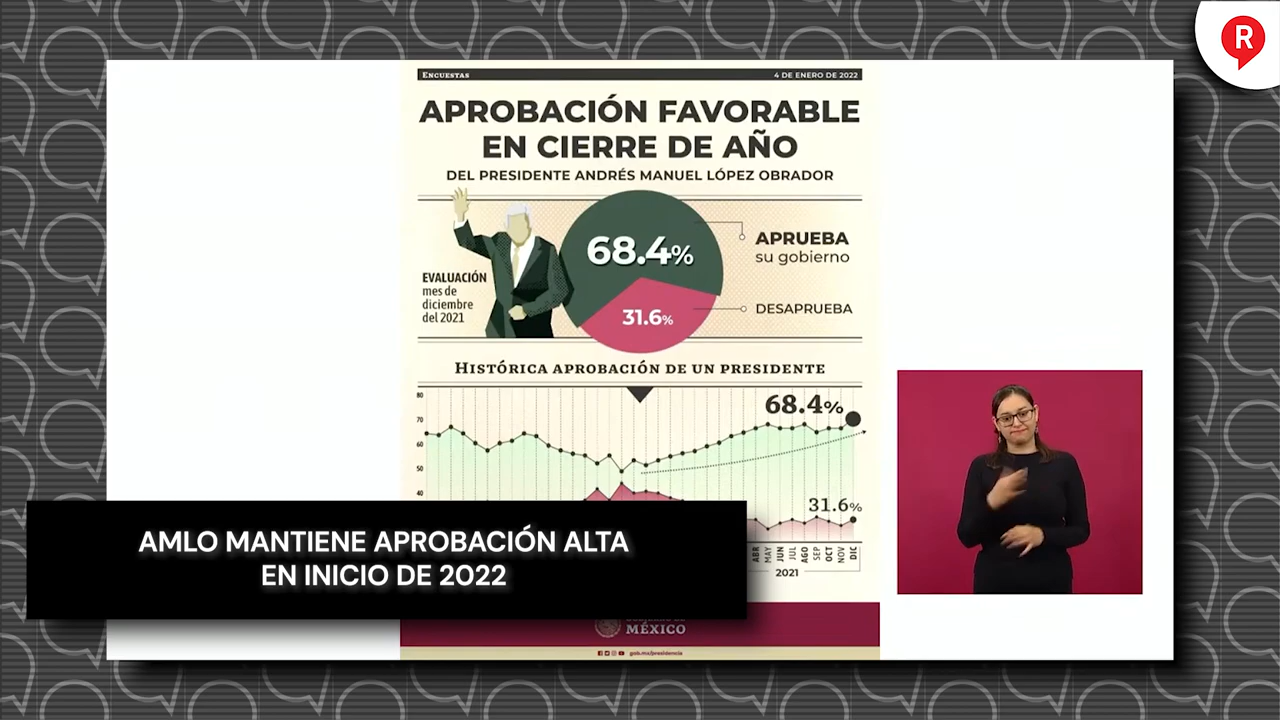 R
ENCUESTAS
4 DE ENERO DE 2022
APROBACIÓN FAVORABLE
EN CIERRE DE AÑO
DEL PRESIDENTE ANDRÉS MANUEL LÓPEZ OBRADOR
68.4%
APRUEBA
su gobierno
EVALUACIÓN
mes de
diciembre
del 2021
31.6%
DESAPRUEBA
HISTÓRICA APROBACIÓN DE UN PRESIDENTE
80
70
60
50
40
68.4%
31.6%
ABR MAY JUN JUL AGO SEP OCT NOV DIC
2021
AMLO MANTIENE APROBACIÓN ALTA
EN INICIO DE 2022
MÉXICO
gob.mx/presidencia